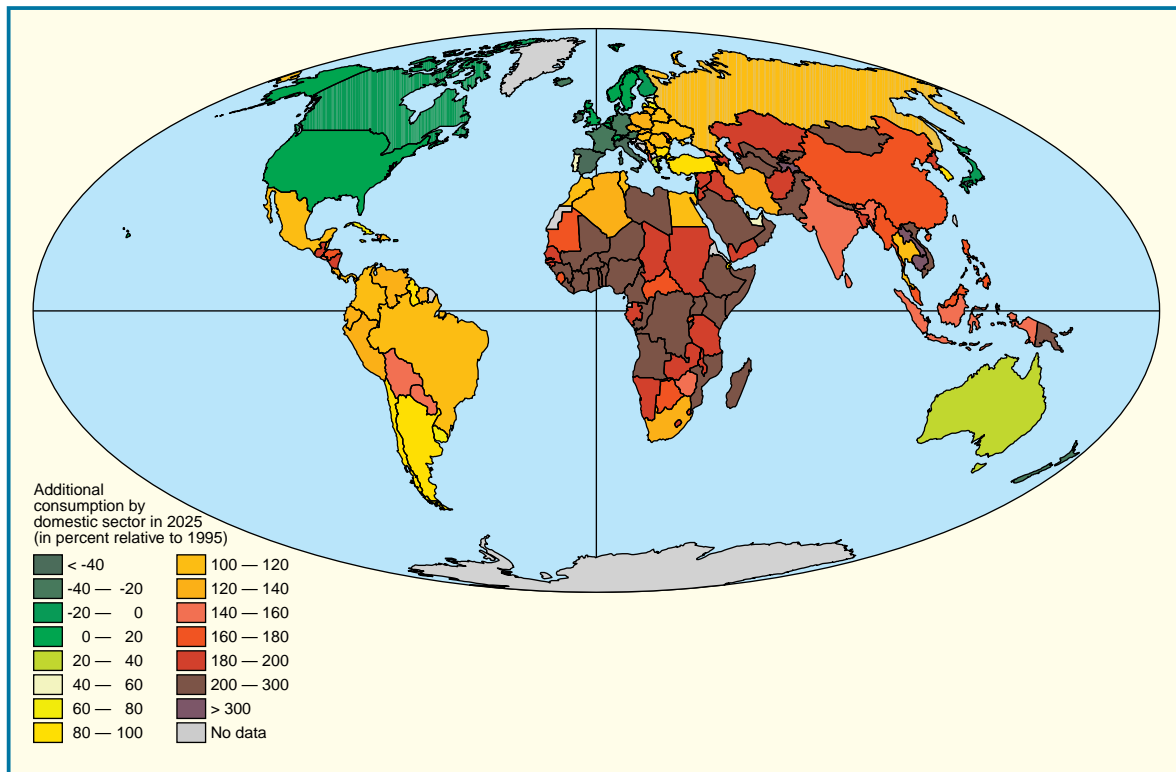 Additional
consumption by
domestic sector in 2025
(in percent relative to 1995)
< -40
-40 — -20
-20 — 0
0 — 20
20 — 40
40 — 60
60 — 80
80 — 100
100 — 120
120 — 140
140 — 160
160 — 180
180 — 200
200 — 300
> 300
No data